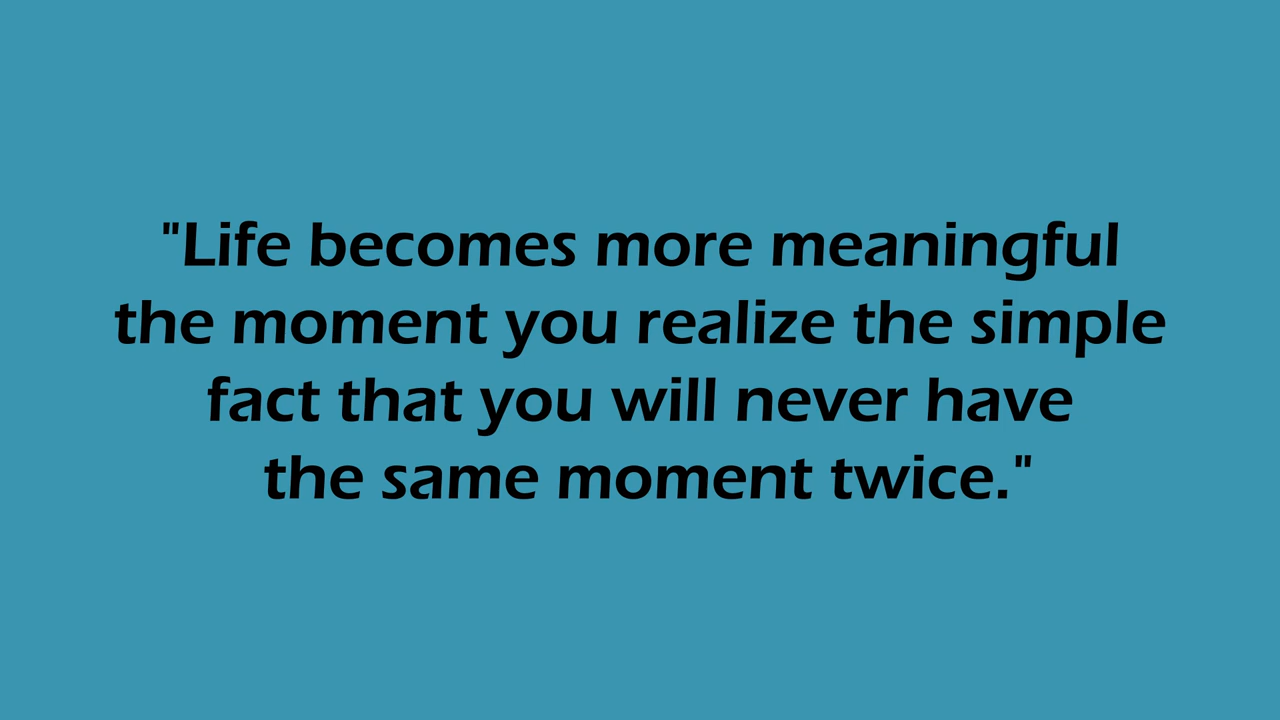 "Life becomes more meaningful
the moment you realize the simple
fact that you will never have
the same moment twice."